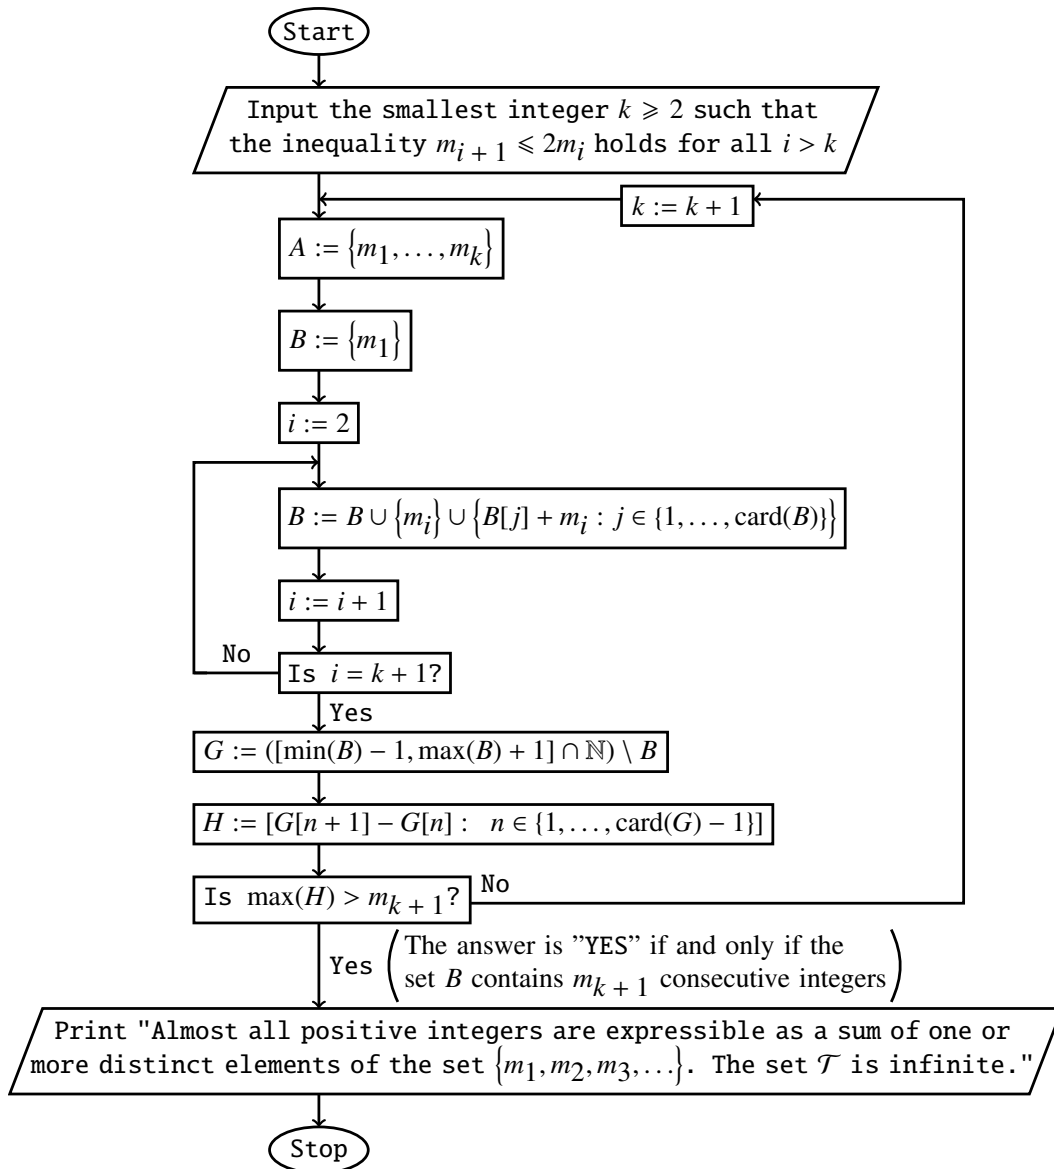 Start
Input the smallest integer k ⩾ 2 such that
the inequality m_{i+1} ⩽ 2m_i holds for all i > k
k := k + 1
A := {m_1, . . . , m_k}
B := {m_1}
i := 2
B := B ∪ {m_i} ∪ {B[j] + m_i : j ∈ {1, . . . , card(B)}}
i := i + 1
No
Is i = k + 1?
Yes
G := ([min(B) − 1, max(B) + 1] ∩ ℕ) \ B
H := [G[n + 1] − G[n] : n ∈ {1, . . . , card(G) − 1}]
Is max(H) > m_{k+1}?
No
Yes
(The answer is ”YES” if and only if the
set B contains m_{k+1} consecutive integers)
Print "Almost all positive integers are expressible as a sum of one or
more distinct elements of the set {m_1, m_2, m_3, . . .}. The set 𝒯 is infinite."
Stop